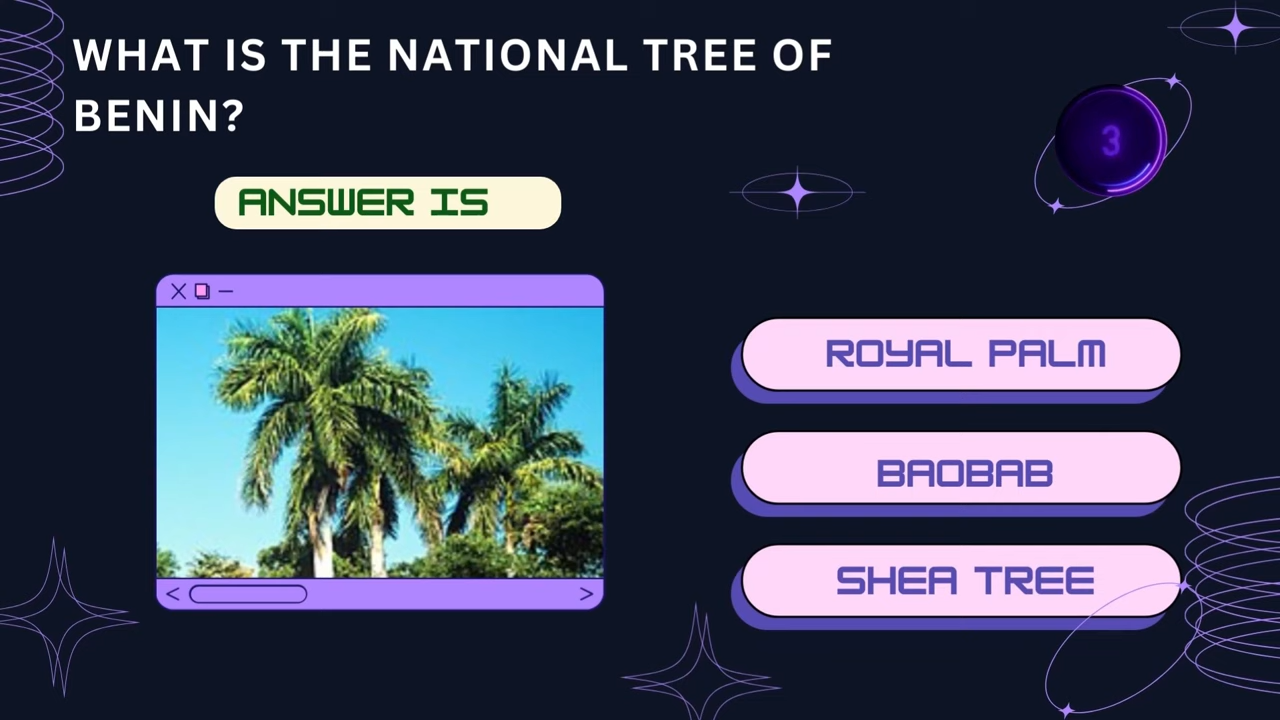 WHAT IS THE NATIONAL TREE OF
BENIN?
3
ANSWER IS
ROYAL PALM
BAOBAB
SHEA TREE